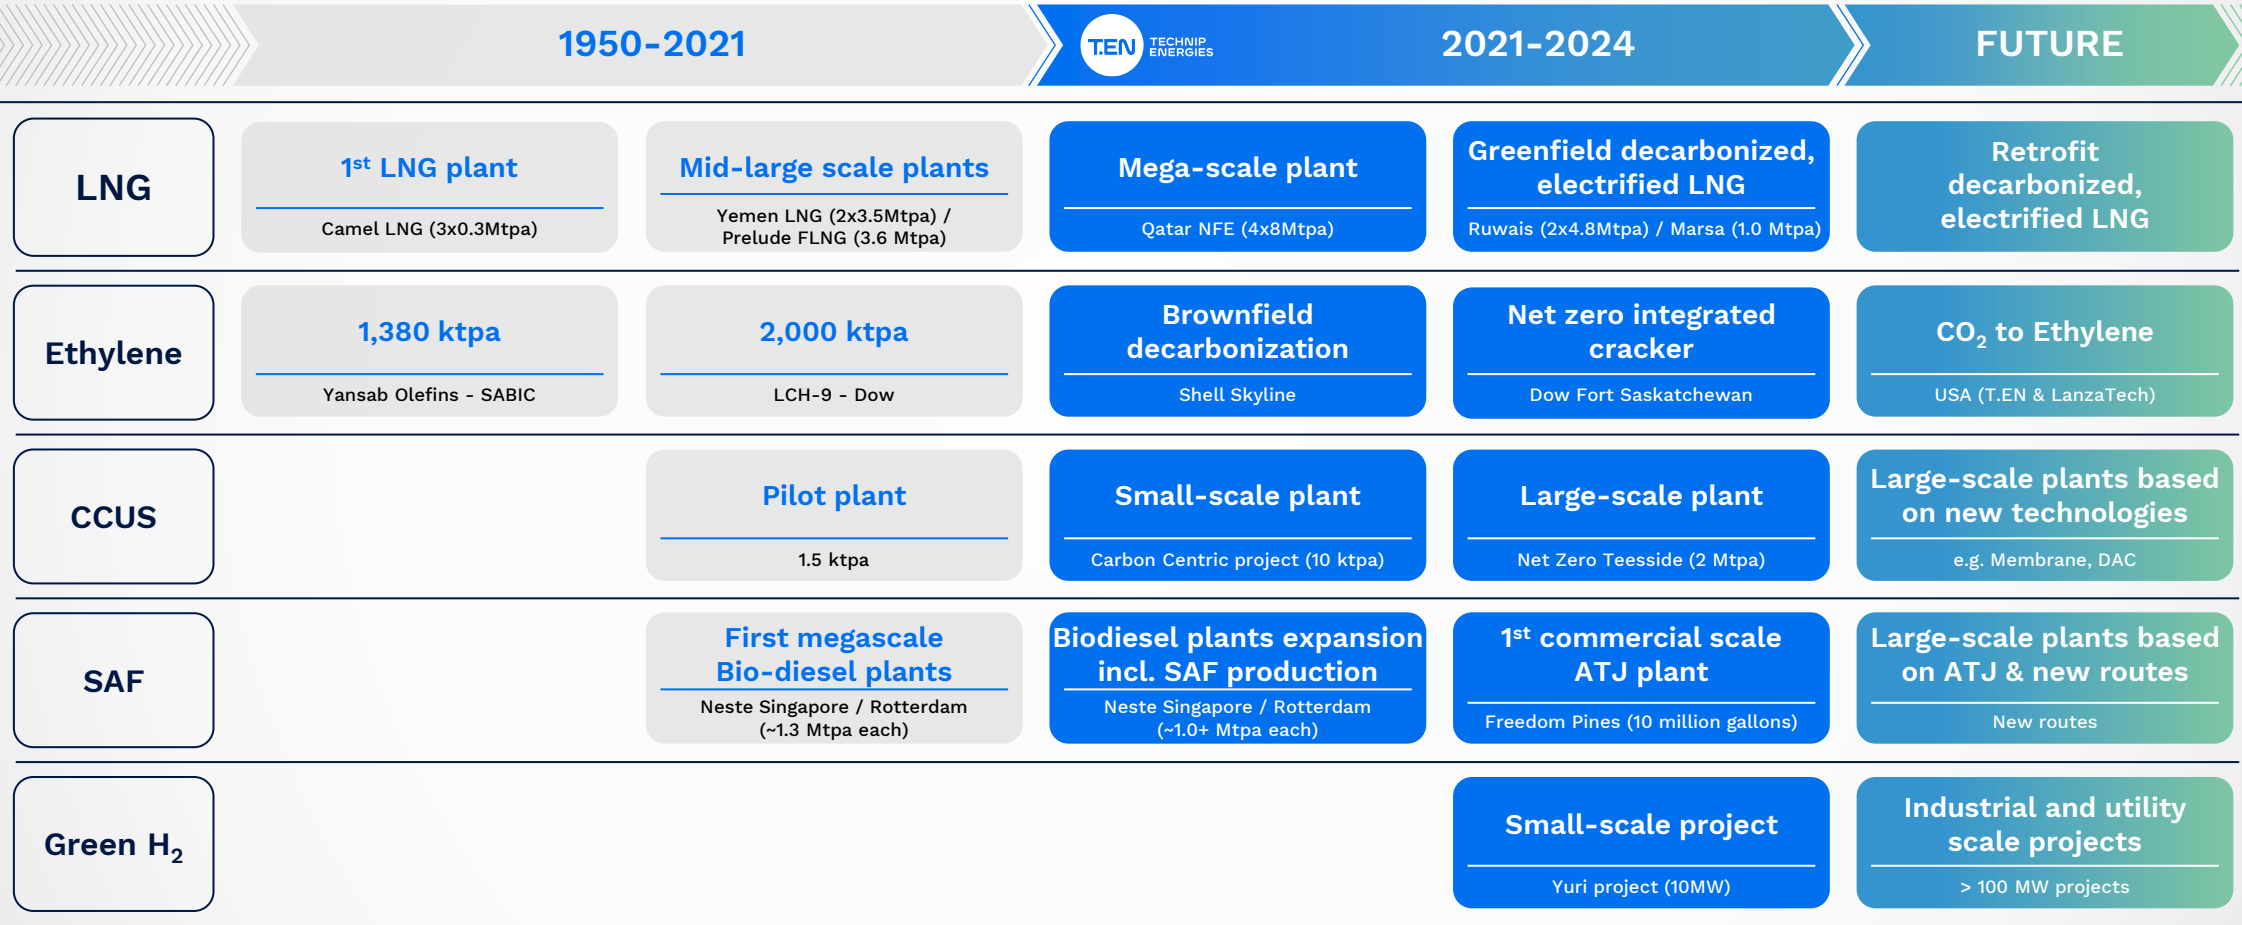 1950-2021
T.EN TECHNIP
ENERGIES
2021-2024
FUTURE
LNG
1st LNG plant
Camel LNG (3x0.3Mtpa)
Mid-large scale plants
Yemen LNG (2x3.5Mtpa) /
Prelude FLNG (3.6 Mtpa)
Mega-scale plant
Qatar NFE (4x8Mtpa)
Greenfield decarbonized,
electrified LNG
Ruwais (2x4.8Mtpa) / Marsa (1.0 Mtpa)
Retrofit
decarbonized,
electrified LNG
Ethylene
1,380 ktpa
Yansab Olefins - SABIC
2,000 ktpa
LCH-9 - Dow
Brownfield
decarbonization
Shell Skyline
Net zero integrated
cracker
Dow Fort Saskatchewan
CO2 to Ethylene
USA (T.EN & LanzaTech)
CCUS
Pilot plant
1.5 ktpa
Small-scale plant
Carbon Centric project (10 ktpa)
Large-scale plant
Net Zero Teesside (2 Mtpa)
Large-scale plants based
on new technologies
e.g. Membrane, DAC
SAF
First megascale
Bio-diesel plants
Neste Singapore / Rotterdam
(~1.3 Mtpa each)
Biodiesel plants expansion
incl. SAF production
Neste Singapore / Rotterdam
(~1.0+ Mtpa each)
1st commercial scale
ATJ plant
Freedom Pines (10 million gallons)
Large-scale plants based
on ATJ & new routes
New routes
Green H2
Small-scale project
Yuri project (10MW)
Industrial and utility
scale projects
> 100 MW projects